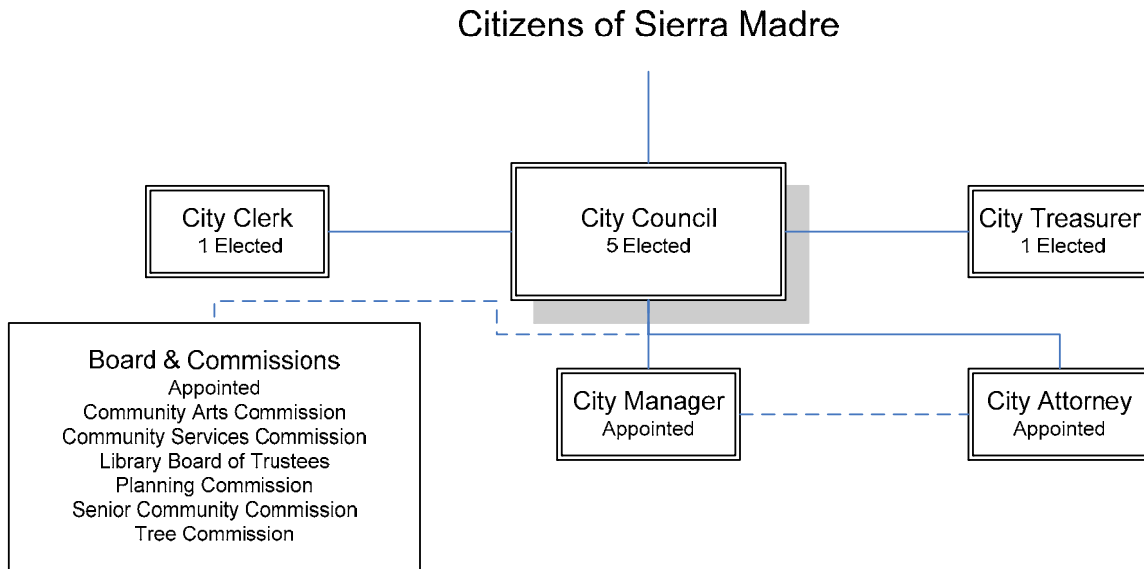 Citizens of Sierra Madre
City Clerk
1 Elected
City Council
5 Elected
City Treasurer
1 Elected
Board & Commissions
Appointed
Community Arts Commission
Community Services Commission
Library Board of Trustees
Planning Commission
Senior Community Commission
Tree Commission
City Manager
Appointed
City Attorney
Appointed